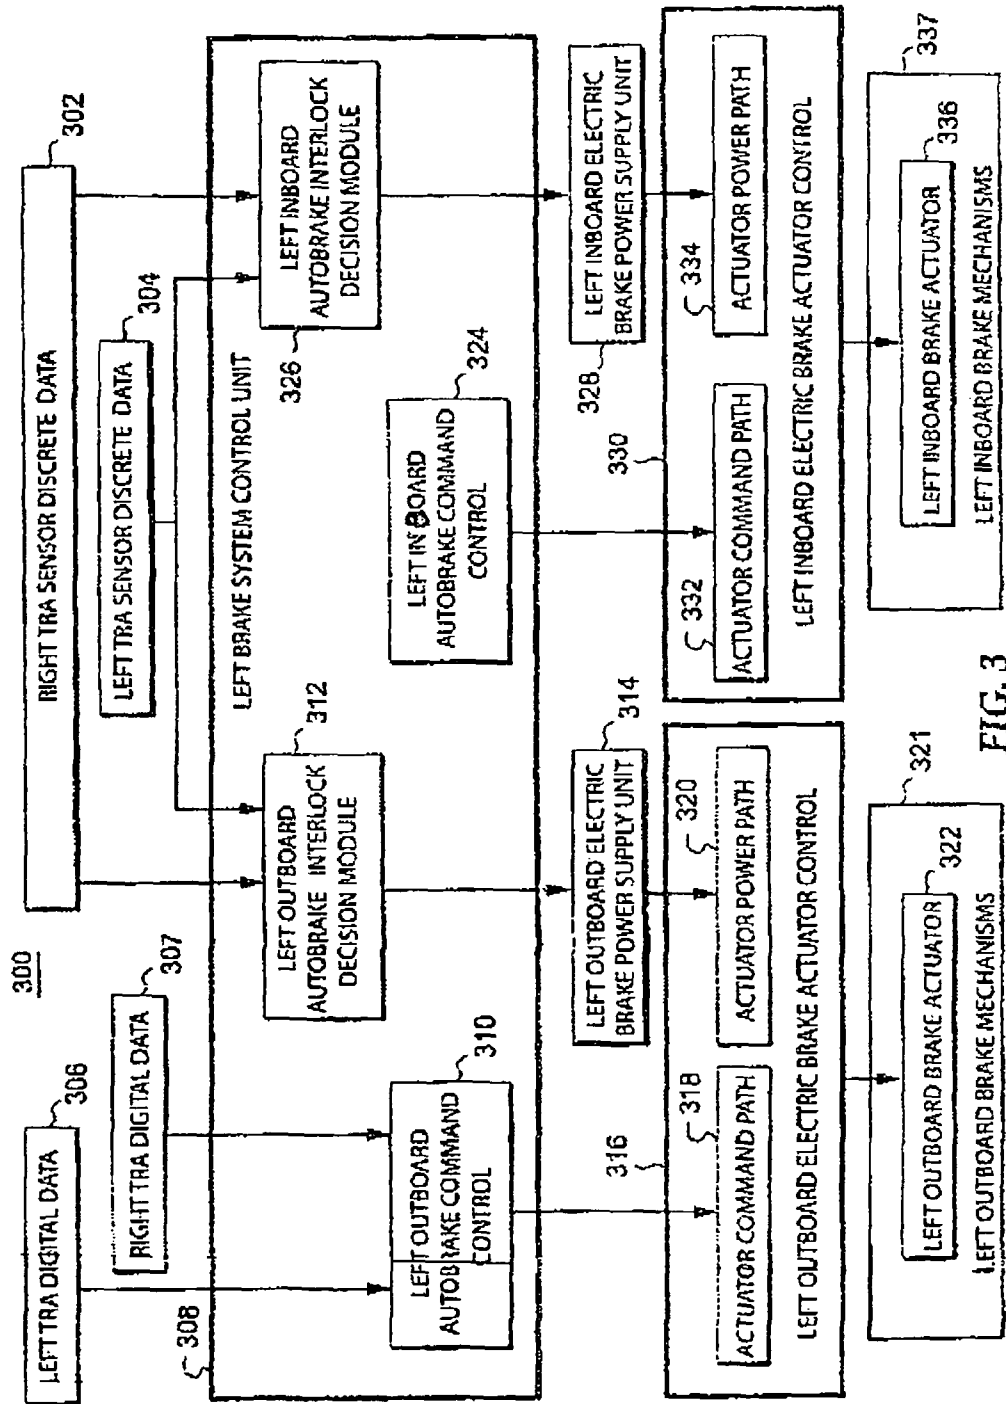 300
306
LEFT TRA DIGITAL DATA
307
RIGHT TRA DIGITAL DATA
302
RIGHT TRA SENSOR DISCRETE DATA
304
LEFT TRA SENSOR DISCRETE DATA
308
LEFT BRAKE SYSTEM CONTROL UNIT
310
LEFT OUTBOARD
AUTOBRAKE COMMAND
CONTROL
312
LEFT OUTBOARD
AUTOBRAKE INTERLOCK
DECISION MODULE
324
LEFT INBOARD
AUTOBRAKE COMMAND
CONTROL
326
LEFT INBOARD
AUTOBRAKE INTERLOCK
DECISION MODULE
314
LEFT OUTBOARD ELECTRIC
BRAKE POWER SUPPLY UNIT
328
LEFT INBOARD ELECTRIC
BRAKE POWER SUPPLY UNIT
316
318
ACTUATOR COMMAND PATH
320
ACTUATOR POWER PATH
LEFT OUTBOARD ELECTRIC BRAKE ACTUATOR CONTROL
330
332
ACTUATOR COMMAND PATH
334
ACTUATOR POWER PATH
LEFT INBOARD ELECTRIC BRAKE ACTUATOR CONTROL
321
322
LEFT OUTBOARD BRAKE ACTUATOR
LEFT OUTBOARD BRAKE MECHANISMS
337
336
LEFT INBOARD BRAKE ACTUATOR
LEFT INBOARD BRAKE MECHANISMS
FIG. 3